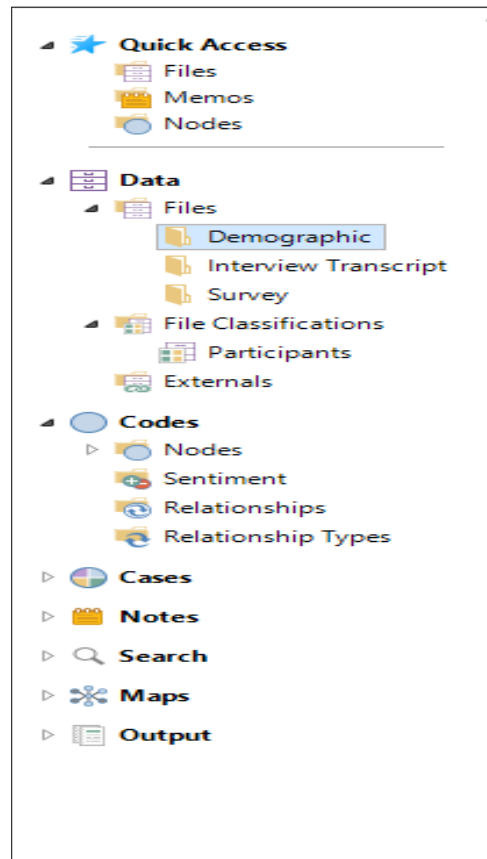 Quick Access
Files
Memos
Nodes
Data
Files
Demographic
Interview Transcript
Survey
File Classifications
Participants
Externals
Codes
Nodes
Sentiment
Relationships
Relationship Types
Cases
Notes
Search
Maps
Output